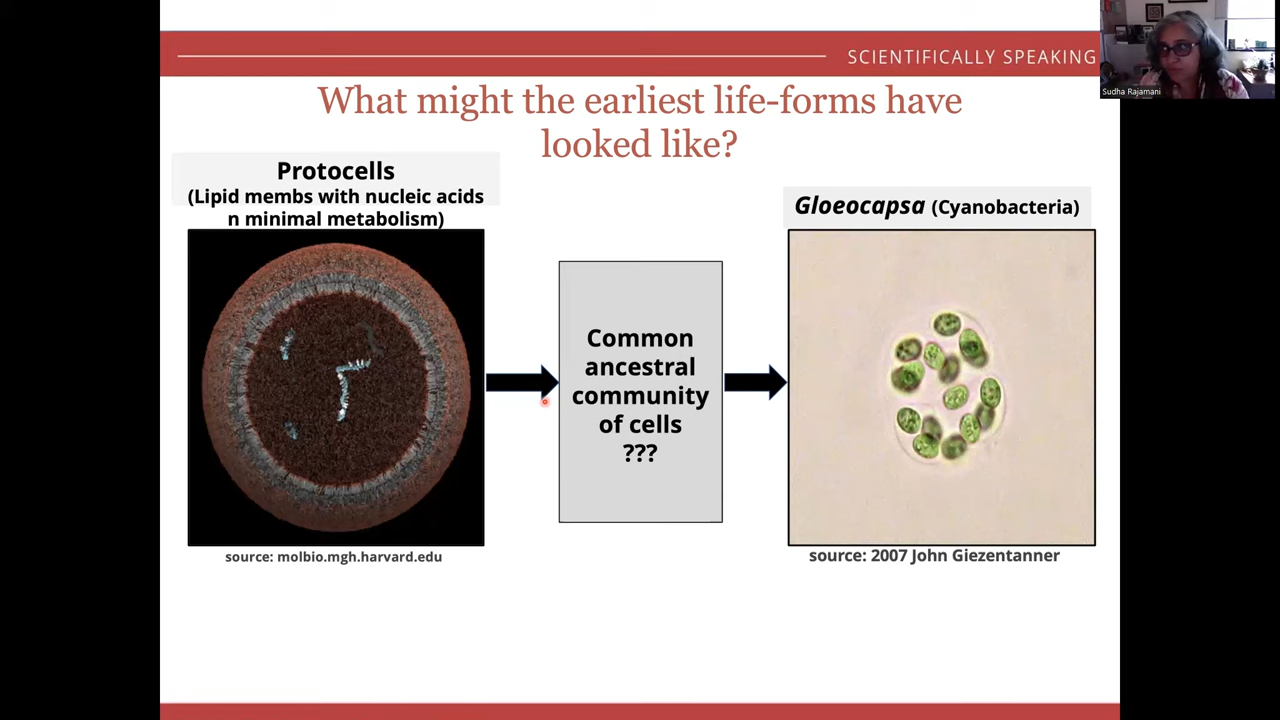 SCIENTIFICALLY SPEAKING
Sudha Rajamani
What might the earliest life-forms have
looked like?
Protocells
(Lipid membs with nucleic acids
n minimal metabolism)
Gloeocapsa (Cyanobacteria)
Common
ancestral
community
of cells
???
source: molbio.mgh.harvard.edu
source: 2007 John Giezentanner